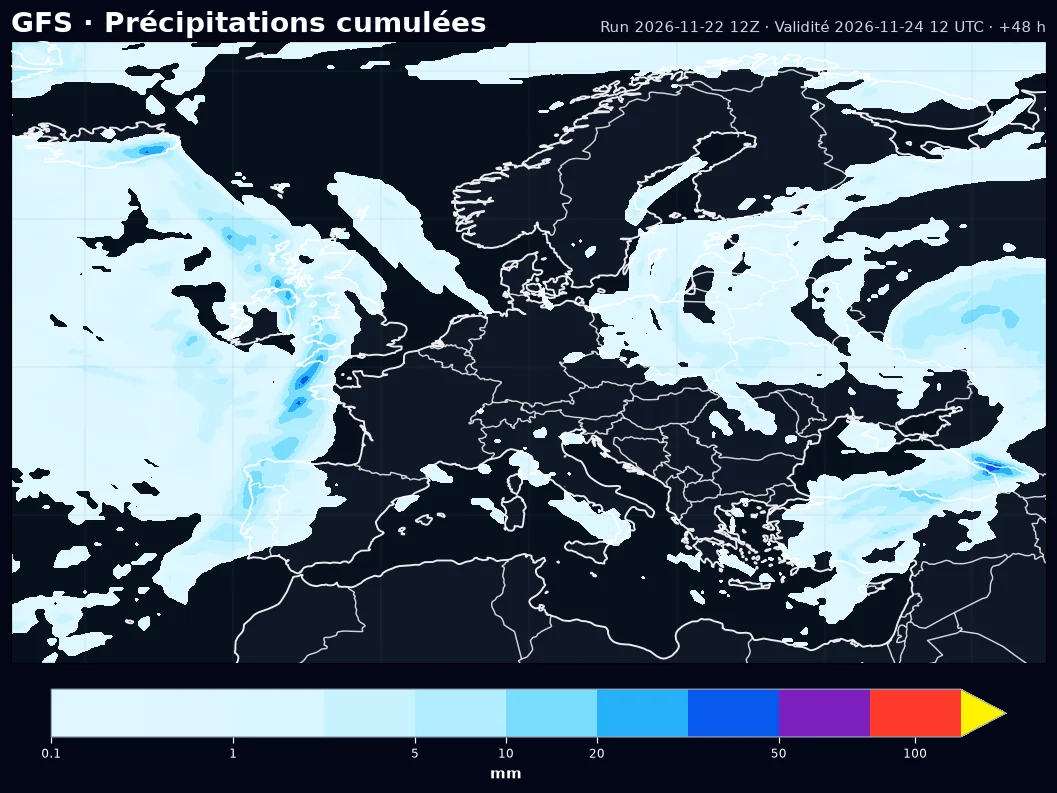 GFS · Précipitations cumulées
Run 2026-11-22 12Z · Validité 2026-11-24 12 UTC · +48 h
0.1 1 5 10 20 50 100
mm